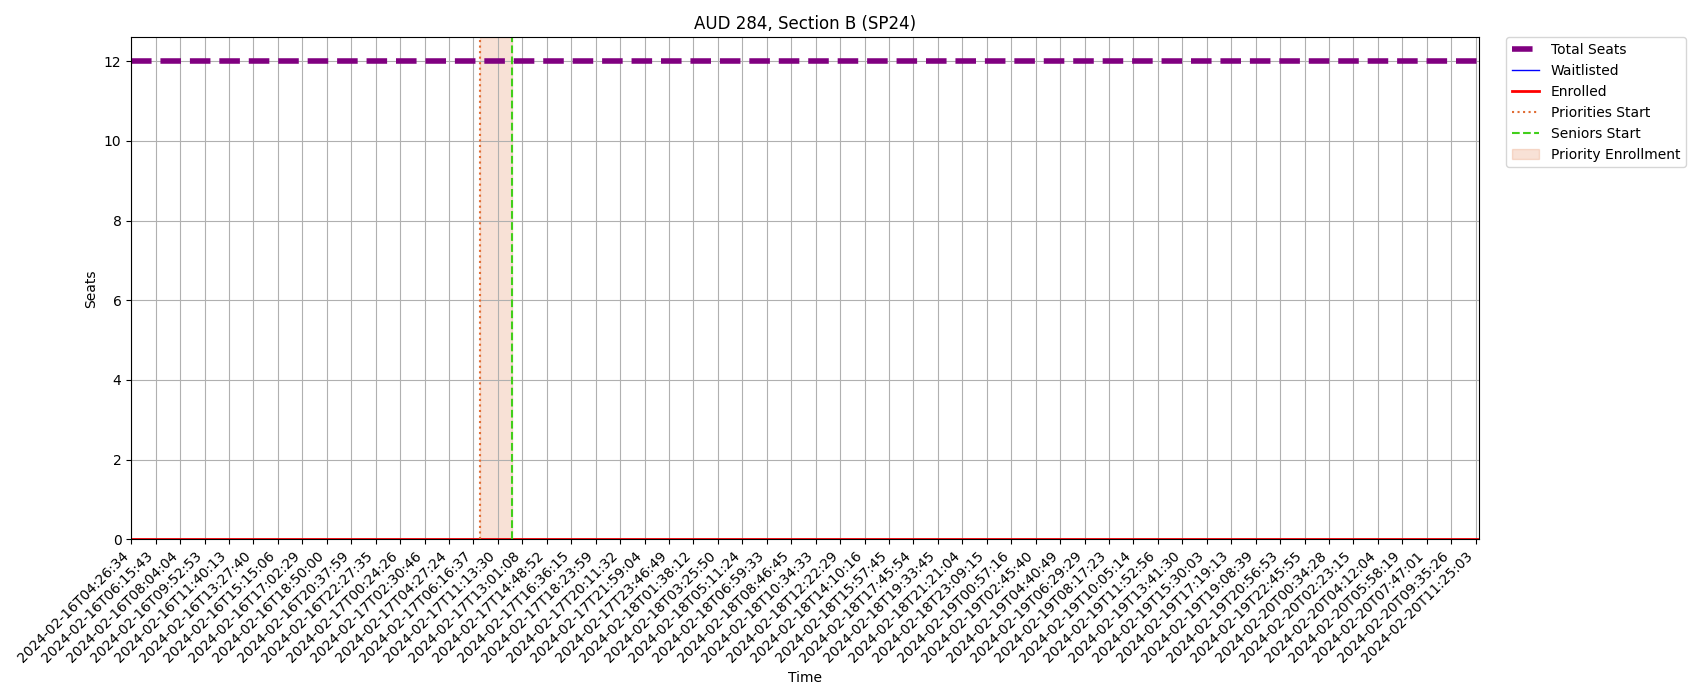 AUD 284, Section B (SP24)
Total Seats
Waitlisted
Enrolled
Priorities Start
Seniors Start
Priority Enrollment
Seats
12
10
8
6
4
2
0
2024-02-16T04:26:34
2024-02-16T06:15:43
2024-02-16T08:04:04
2024-02-16T09:52:53
2024-02-16T11:40:13
2024-02-16T13:27:40
2024-02-16T15:15:06
2024-02-16T17:02:29
2024-02-16T18:50:00
2024-02-16T20:37:59
2024-02-16T22:27:35
2024-02-17T00:24:26
2024-02-17T02:30:46
2024-02-17T04:27:24
2024-02-17T06:16:37
2024-02-17T11:13:30
2024-02-17T13:01:08
2024-02-17T14:48:52
2024-02-17T16:36:15
2024-02-17T18:23:59
2024-02-17T20:11:32
2024-02-17T21:59:04
2024-02-17T23:46:49
2024-02-18T01:38:12
2024-02-18T03:25:50
2024-02-18T05:11:24
2024-02-18T06:59:33
2024-02-18T08:46:45
2024-02-18T10:34:33
2024-02-18T12:22:29
2024-02-18T14:10:16
2024-02-18T15:57:45
2024-02-18T17:45:54
2024-02-18T19:33:45
2024-02-18T21:21:04
2024-02-18T23:09:15
2024-02-19T00:57:16
2024-02-19T02:45:40
2024-02-19T04:40:49
2024-02-19T06:29:29
2024-02-19T08:17:23
2024-02-19T10:05:14
2024-02-19T11:52:56
2024-02-19T13:41:30
2024-02-19T15:30:03
2024-02-19T17:19:13
2024-02-19T19:08:39
2024-02-19T20:56:53
2024-02-19T22:45:55
2024-02-20T00:34:28
2024-02-20T02:23:15
2024-02-20T04:12:04
2024-02-20T05:58:19
2024-02-20T07:47:01
2024-02-20T09:35:26
2024-02-20T11:25:03
Time